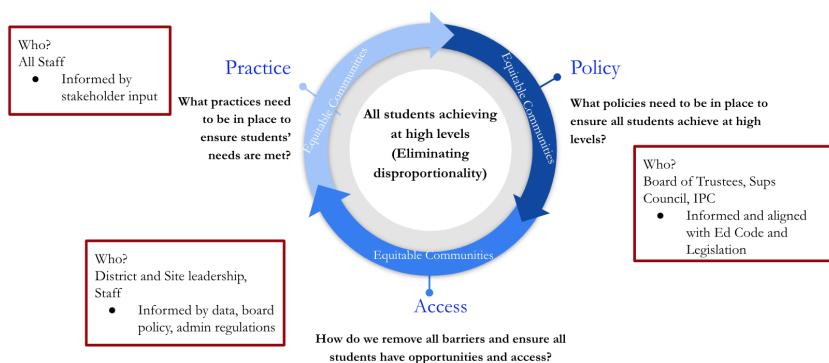 Who?
All Staff
● Informed by
stakeholder input
Practice
What practices need
to be in place to
ensure students'
needs are met?
Equitable Communities
Equitable Communities
Equitable Communities
All students achieving
at high levels
(Eliminating
disproportionality)
Policy
What policies need to be in place to
ensure all students achieve at high
levels?
Who?
Board of Trustees, Sups
Council, IPC
● Informed and aligned
with Ed Code and
Legislation
Who?
District and Site leadership,
Staff
● Informed by data, board
policy, admin regulations
Access
How do we remove all barriers and ensure all
students have opportunities and access?